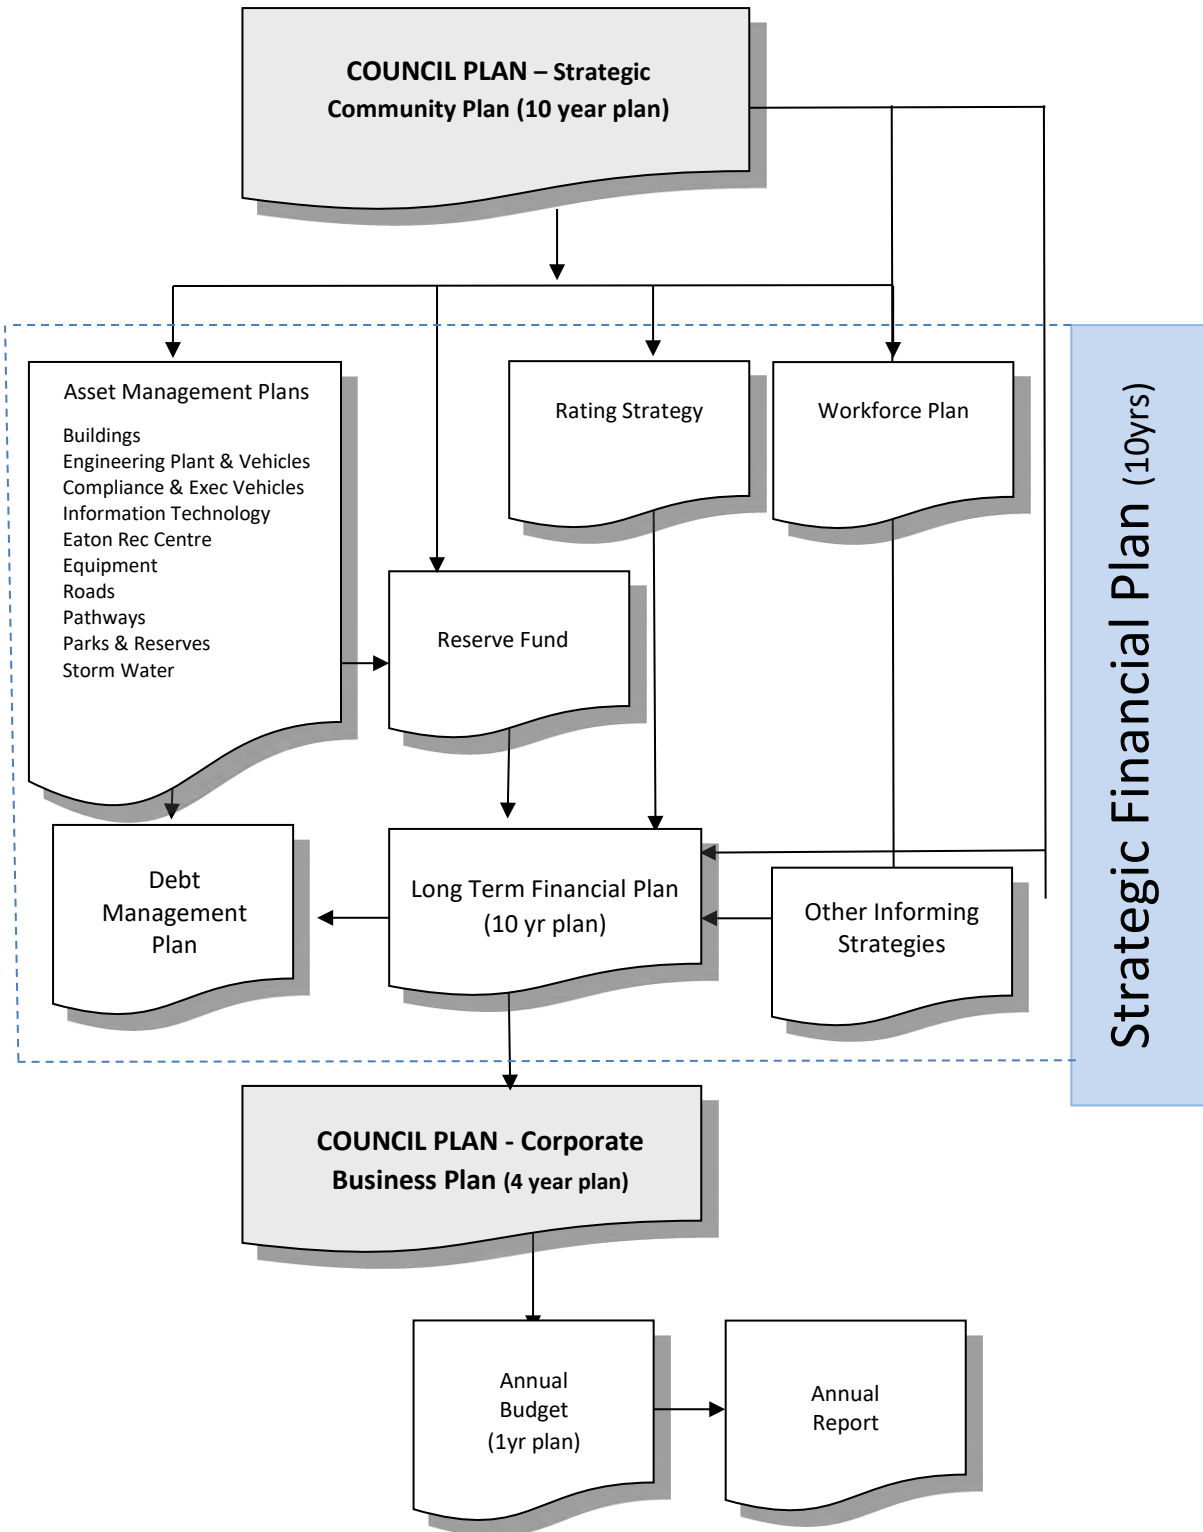 COUNCIL PLAN – Strategic
Community Plan (10 year plan)
Asset Management Plans
Buildings
Engineering Plant & Vehicles
Compliance & Exec Vehicles
Information Technology
Eaton Rec Centre
Equipment
Roads
Pathways
Parks & Reserves
Storm Water
Rating Strategy
Workforce Plan
Reserve Fund
Debt
Management
Plan
Long Term Financial Plan
(10 yr plan)
Other Informing
Strategies
Strategic Financial Plan (10yrs)
COUNCIL PLAN - Corporate
Business Plan (4 year plan)
Annual
Budget
(1yr plan)
Annual
Report